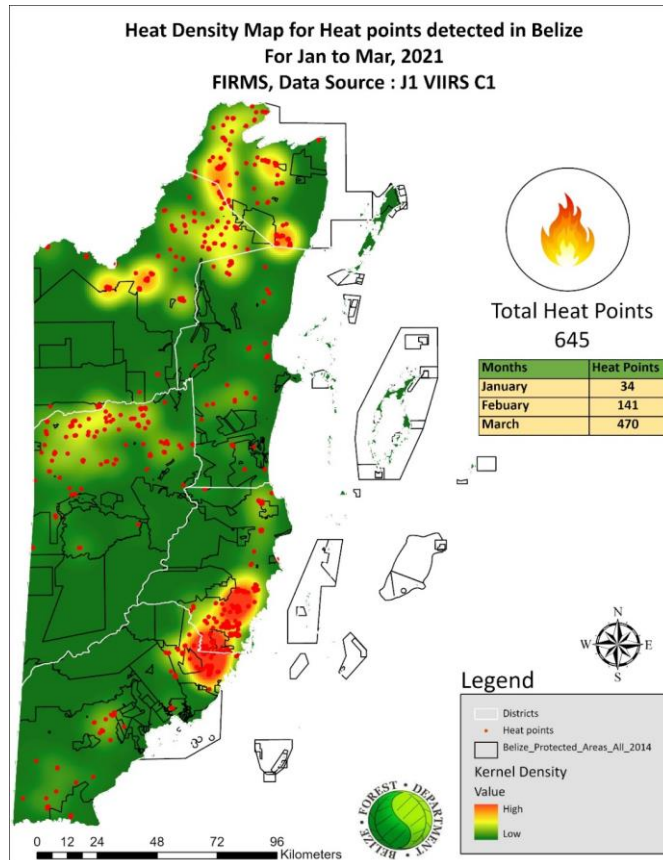 Heat Density Map for Heat points detected in Belize
For Jan to Mar, 2021
FIRMS, Data Source : J1 VIIRS C1
Total Heat Points
645
Months Heat Points
January 34
Febuary 141
March 470
N
W E
S
Legend
Districts
Heat points
Belize_Protected_Areas_All_2014
Kernel Density
Value
High
Low
BELIZE FOREST DEPARTMENT
0 12 24 48 72 96
Kilometers